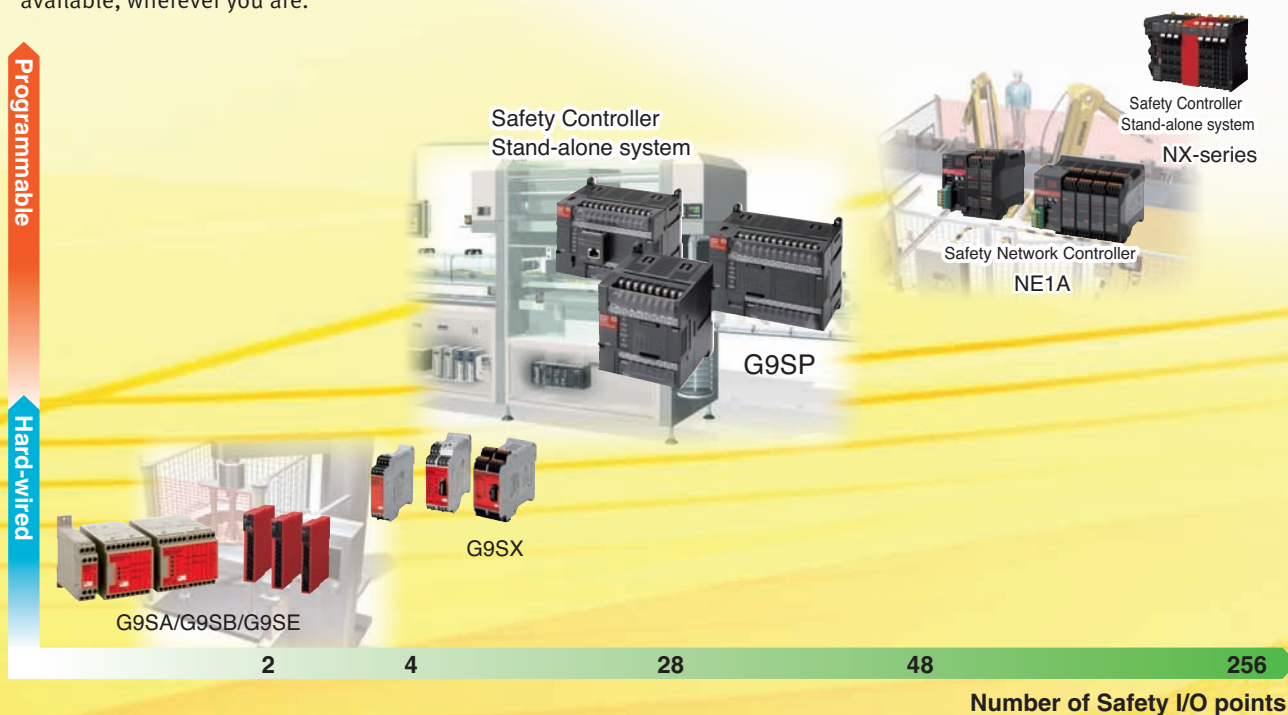 available, wherever you are.
Programmable
Hard-wired
Safety Controller
Stand-alone system
G9SP
Safety Controller
Stand-alone system
NX-series
Safety Network Controller
NE1A
G9SX
G9SA/G9SB/G9SE
2 4 28 48 256
Number of Safety I/O points